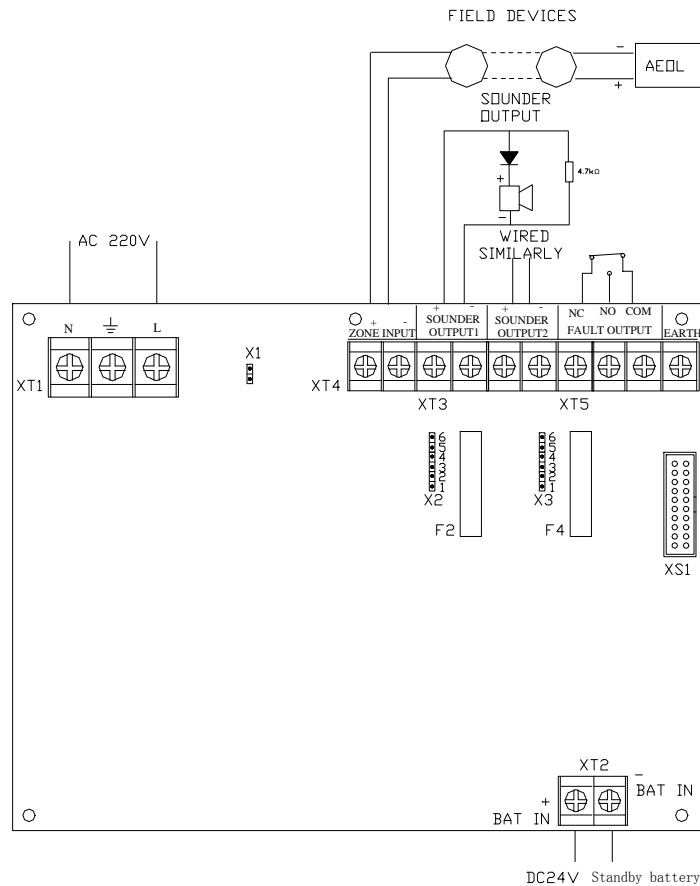 FIELD DEVICES
-
AEOL
+
SOUNDER
OUTPUT
+
4.7kΩ
-
WIRED
SIMILARLY
AC 220V
N
L
+ -
ZONE INPUT
+ -
SOUNDER
OUTPUT1
+ -
SOUNDER
OUTPUT2
NC NO COM
FAULT OUTPUT
EARTH
XT1
X1
XT4
XT3
XT5
6
5
4
3
2
1
X2
F2
6
5
4
3
2
1
X3
F4
XS1
XT2
+
BAT IN
-
BAT IN
DC24V Standby battery